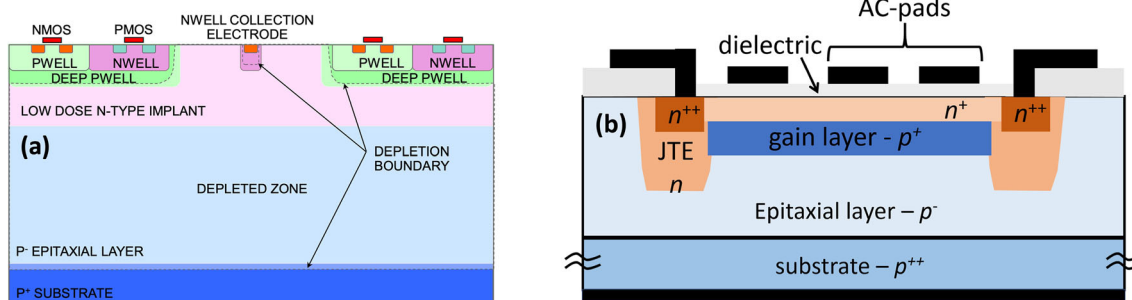 NMOS
PMOS
NWELL COLLECTION
ELECTRODE
PWELL
NWELL
PWELL
NWELL
DEEP PWELL
DEEP PWELL
LOW DOSE N-TYPE IMPLANT
(a)
DEPLETION
BOUNDARY
DEPLETED ZONE
P⁻ EPITAXIAL LAYER
P⁺ SUBSTRATE
AC-pads
dielectric
n⁺⁺
n⁺
n⁺⁺
(b)
gain layer - p⁺
JTE
n
Epitaxial layer – p⁻
substrate – p⁺⁺